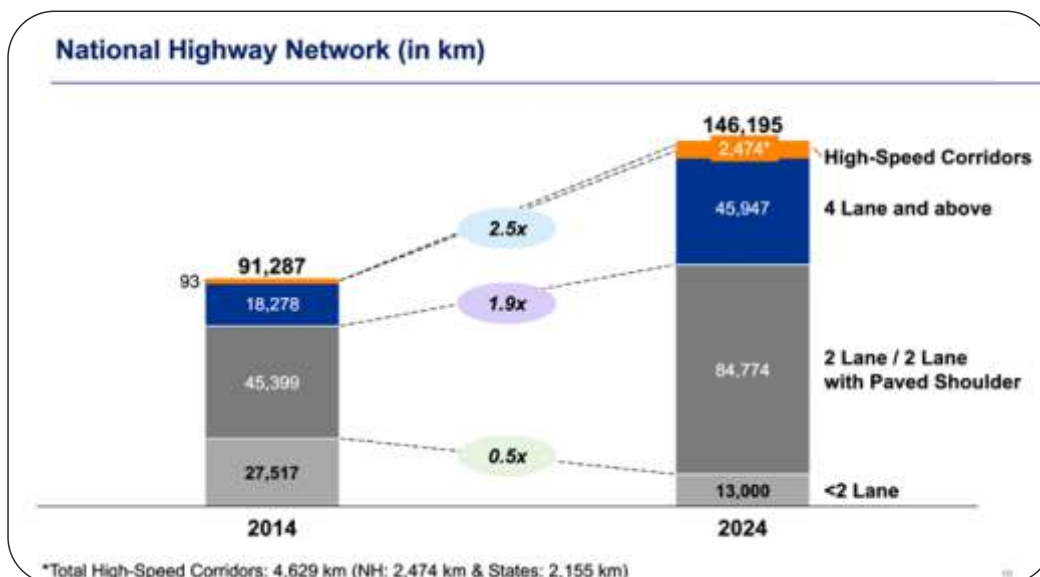 National Highway Network (in km)
146,195
2,474*
High-Speed Corridors
45,947
4 Lane and above
2.5x
91,287
93
18,278
1.9x
45,399
84,774
2 Lane / 2 Lane
with Paved Shoulder
0.5x
27,517
13,000
<2 Lane
2014
2024
*Total High-Speed Corridors: 4,629 km (NH: 2,474 km & States: 2,155 km)